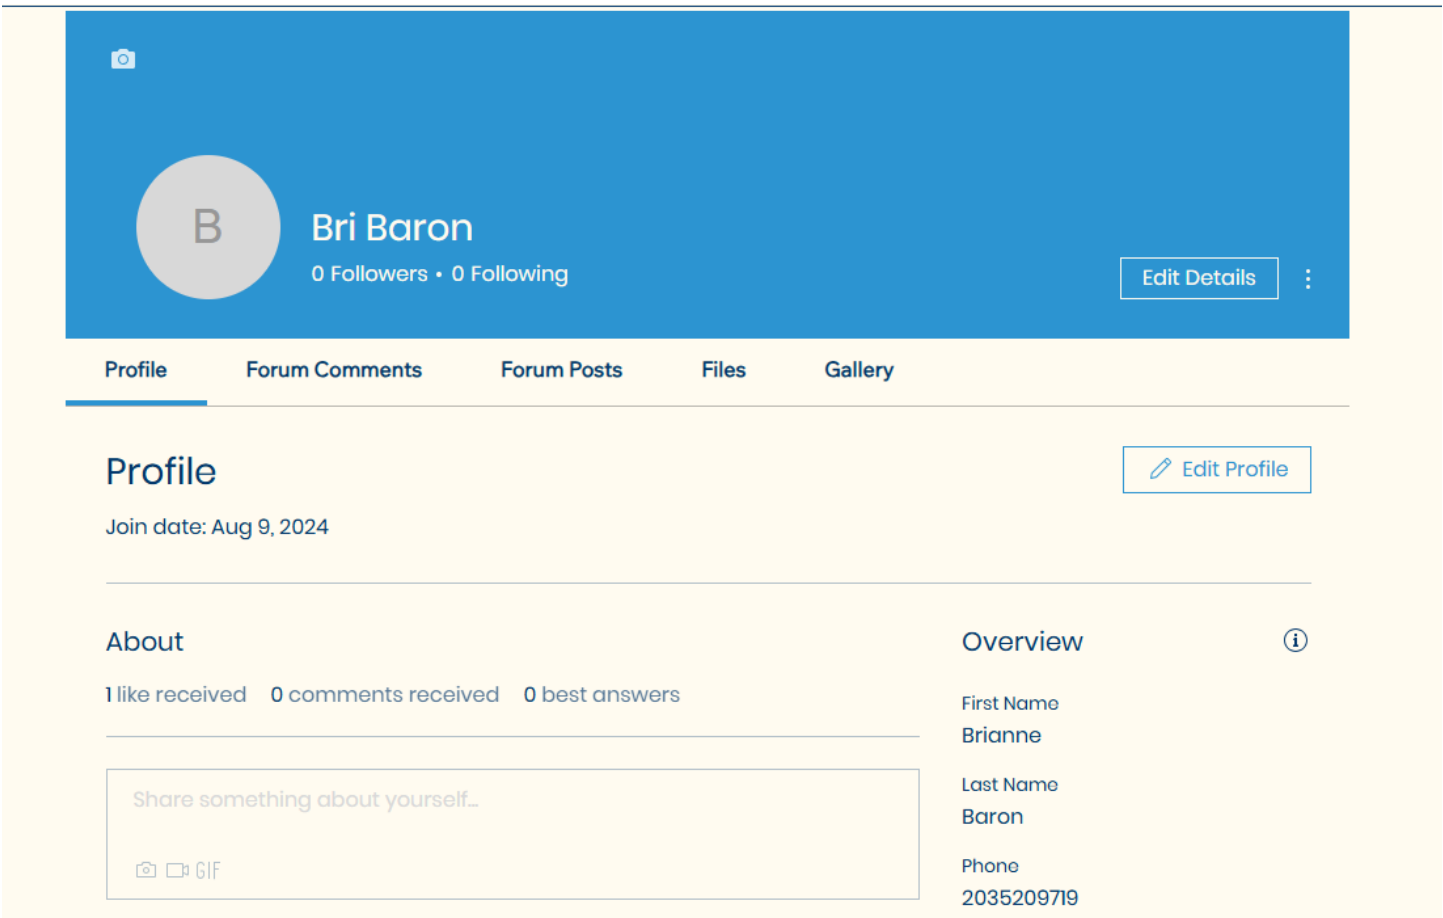 B
Bri Baron
0 Followers • 0 Following
Edit Details
Profile
Forum Comments
Forum Posts
Files
Gallery
Profile
Edit Profile
Join date: Aug 9, 2024
About
1 like received 0 comments received 0 best answers
Share something about yourself...
GIF
Overview
First Name
Brianne
Last Name
Baron
Phone
2035209719